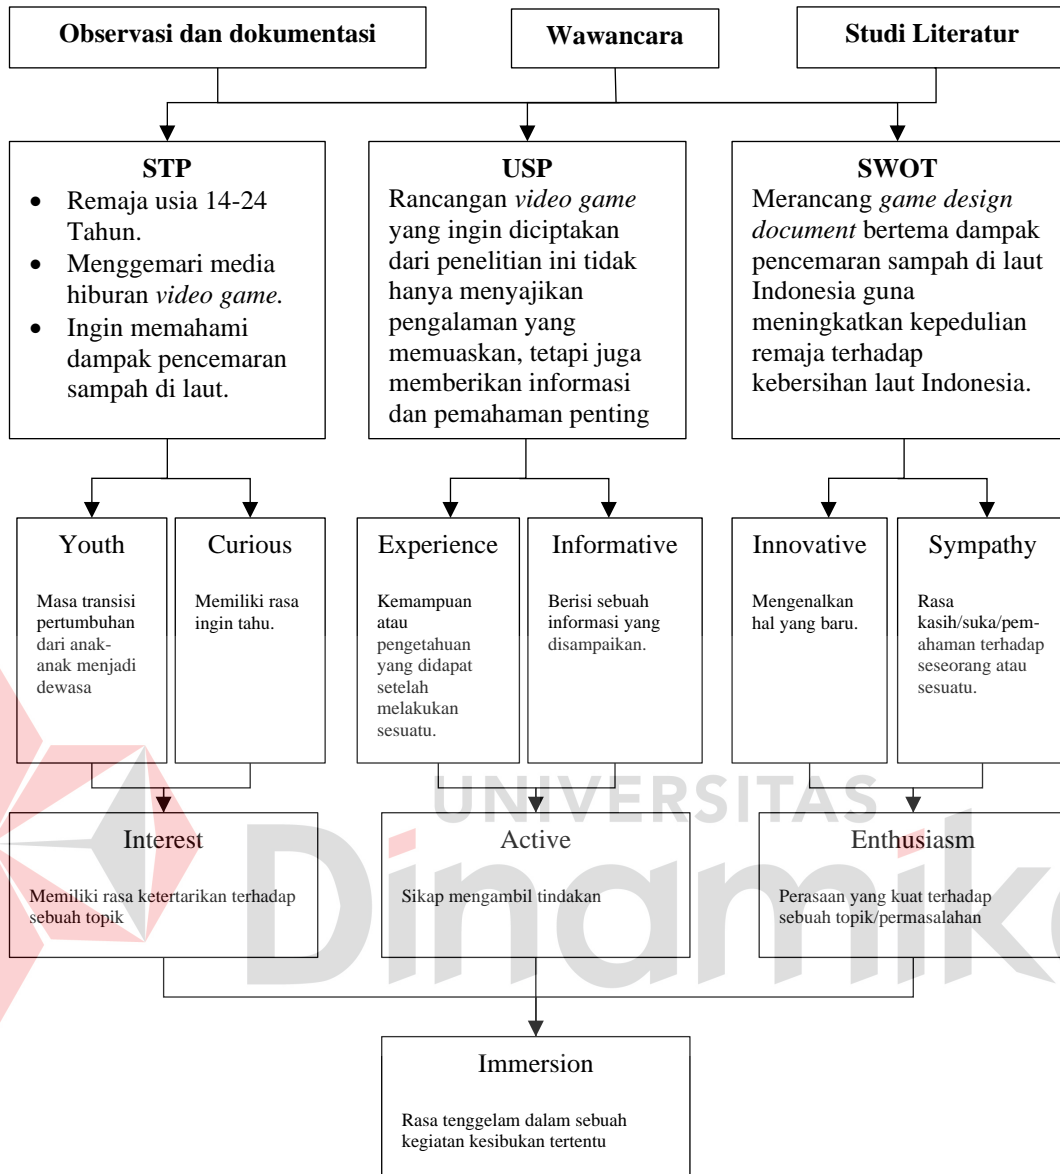 Observasi dan dokumentasi
Wawancara
Studi Literatur
STP
• Remaja usia 14-24
Tahun.
• Menggemari media
hiburan video game.
• Ingin memahami
dampak pencemaran
sampah di laut.
USP
Rancangan video game
yang ingin diciptakan
dari penelitian ini tidak
hanya menyajikan
pengalaman yang
memuaskan, tetapi juga
memberikan informasi
dan pemahaman penting
SWOT
Merancang game design
document bertema dampak
pencemaran sampah di laut
Indonesia guna
meningkatkan kepedulian
remaja terhadap
kebersihan laut Indonesia.
Youth
Masa transisi
pertumbuhan
dari anak-
anak menjadi
dewasa
Curious
Memiliki rasa
ingin tahu.
Experience
Kemampuan
atau
pengetahuan
yang didapat
setelah
melakukan
sesuatu.
Informative
Berisi sebuah
informasi yang
disampaikan.
Innovative
Mengenalkan
hal yang baru.
Sympathy
Rasa
kasih/suka/pem-
ahaman terhadap
seseorang atau
sesuatu.
UNIVERSITAS
Dinamika
Interest
Memiliki rasa ketertarikan terhadap
sebuah topik
Active
Sikap mengambil tindakan
Enthusiasm
Perasaan yang kuat terhadap
sebuah topik/permasalahan
Immersion
Rasa tenggelam dalam sebuah
kegiatan kesibukan tertentu